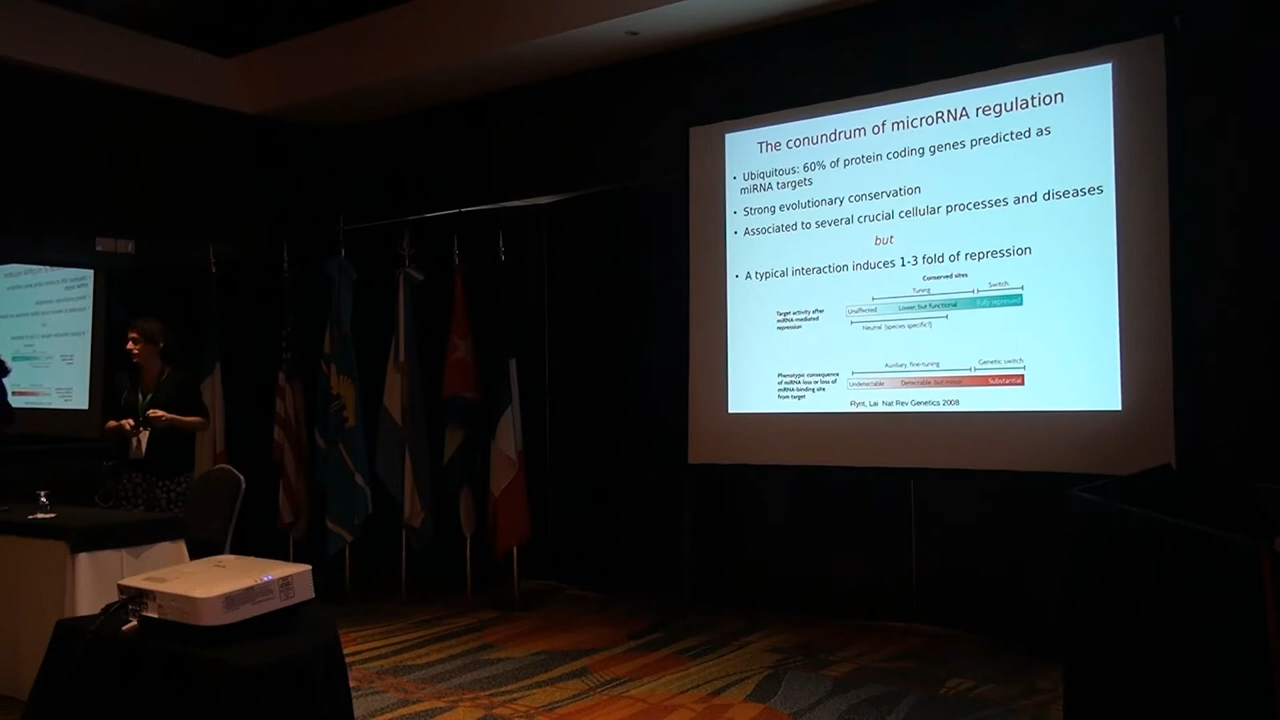 The conundrum of microRNA regulation
• Ubiquitous: 60% of protein coding genes predicted as
miRNA targets
• Strong evolutionary conservation
• Associated to several crucial cellular processes and diseases
but
• A typical interaction induces 1-3 fold of repression
Conserved sites
Tuning
Switch
Target activity after
miRNA-mediated
repression
Unaffected
Lower, but functional
Fully repressed
Neutral (species specific?)
Auxiliary, fine-tuning
Genetic switch
Phenotypic consequence
of miRNA loss or loss of
miRNA-binding site
from target
Undetectable
Detectable, but minor
Substantial
Flynt, Lai Nat Rev Genetics 2008